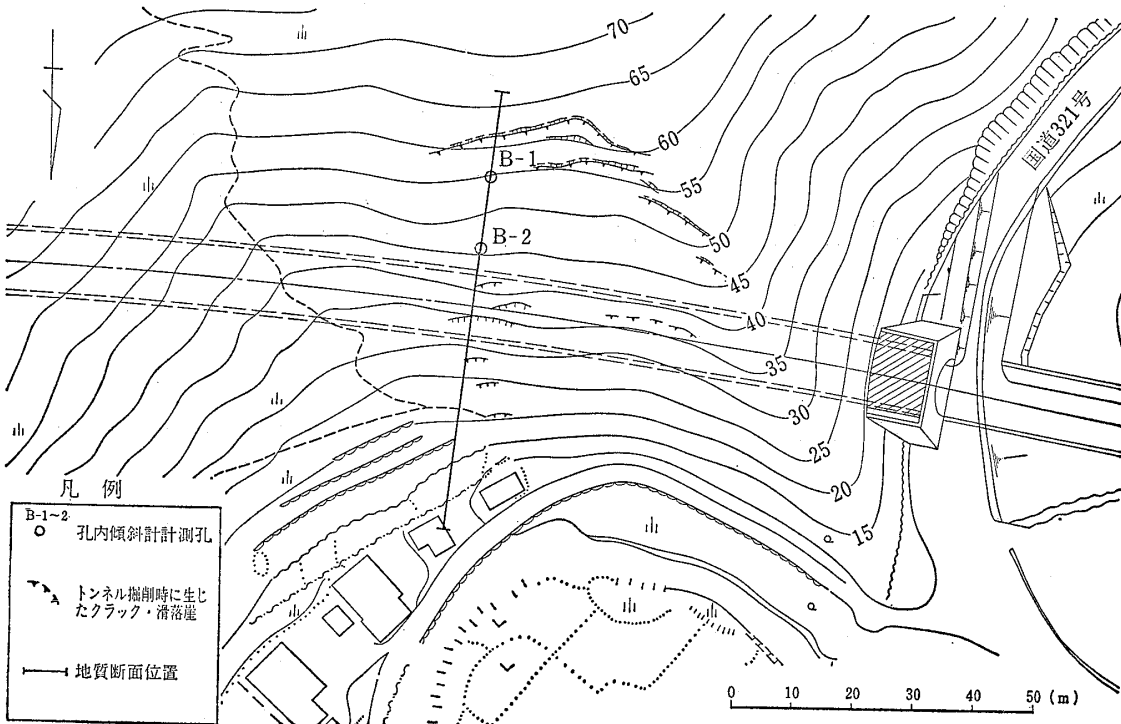 70
65
60
55
50
45
40
35
30
25
20
15
B-1
B-2
国道321号
凡例
B-1~2
孔内傾斜計計測孔
トンネル掘削時に生じ
たクラック・滑落崖
地質断面位置
0 10 20 30 40 50 (m)